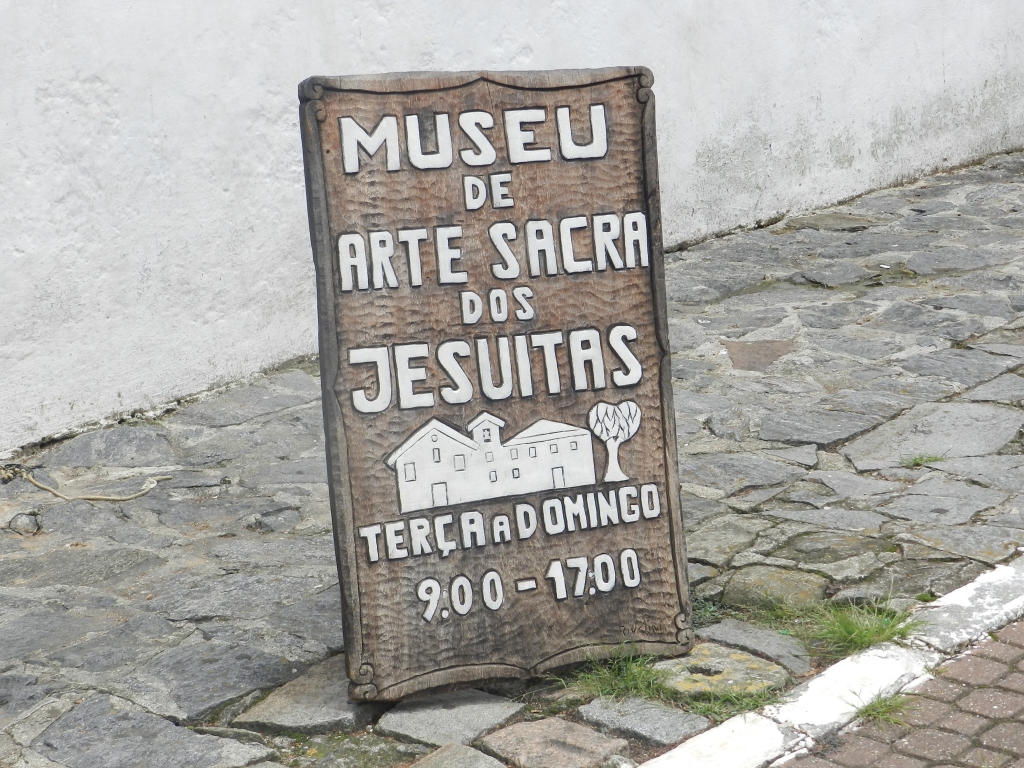 MUSEU
DE
ARTE SACRA
DOS
JESUITAS
TERÇA A DOMINGO
9:00 - 17:00